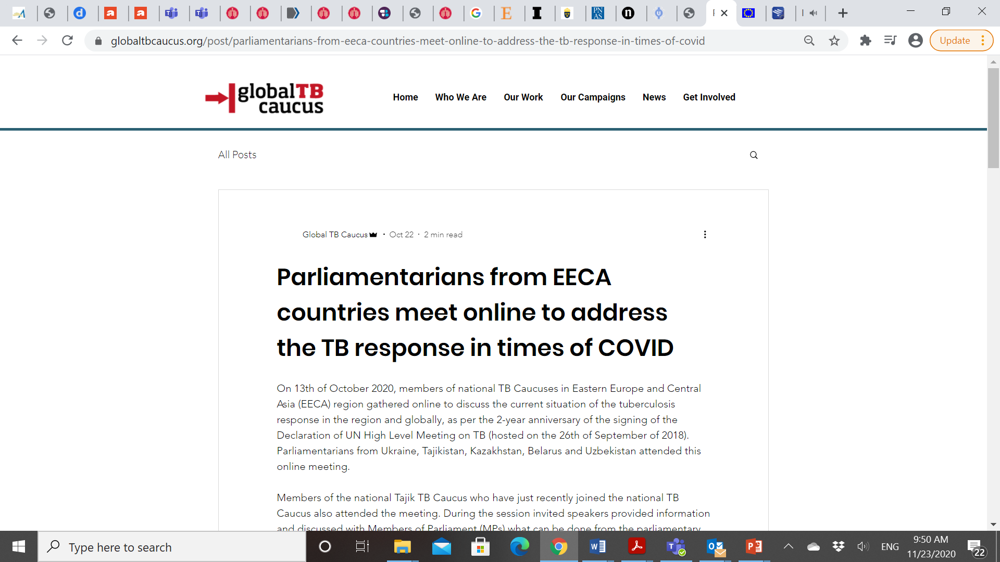 globaltbcaucus.org/post/parliamentarians-from-eeca-countries-meet-online-to-address-the-tb-response-in-times-of-covid
Update
globalTB
caucus
Home Who We Are Our Work Our Campaigns News Get Involved
All Posts
Global TB Caucus · Oct 22 · 2 min read
Parliamentarians from EECA
countries meet online to address
the TB response in times of COVID
On 13th of October 2020, members of national TB Caucuses in Eastern Europe and Central
Asia (EECA) region gathered online to discuss the current situation of the tuberculosis
response in the region and globally, as per the 2-year anniversary of the signing of the
Declaration of UN High Level Meeting on TB (hosted on the 26th of September of 2018).
Parliamentarians from Ukraine, Tajikistan, Kazakhstan, Belarus and Uzbekistan attended this
online meeting.
Members of the national Tajik TB Caucus who have just recently joined the national TB
Caucus also attended the meeting. During the session invited speakers provided information
and discussed with Members of Parliament (MPs) what can be done from the parliamentary
Type here to search
ENG
9:50 AM
11/23/2020
22